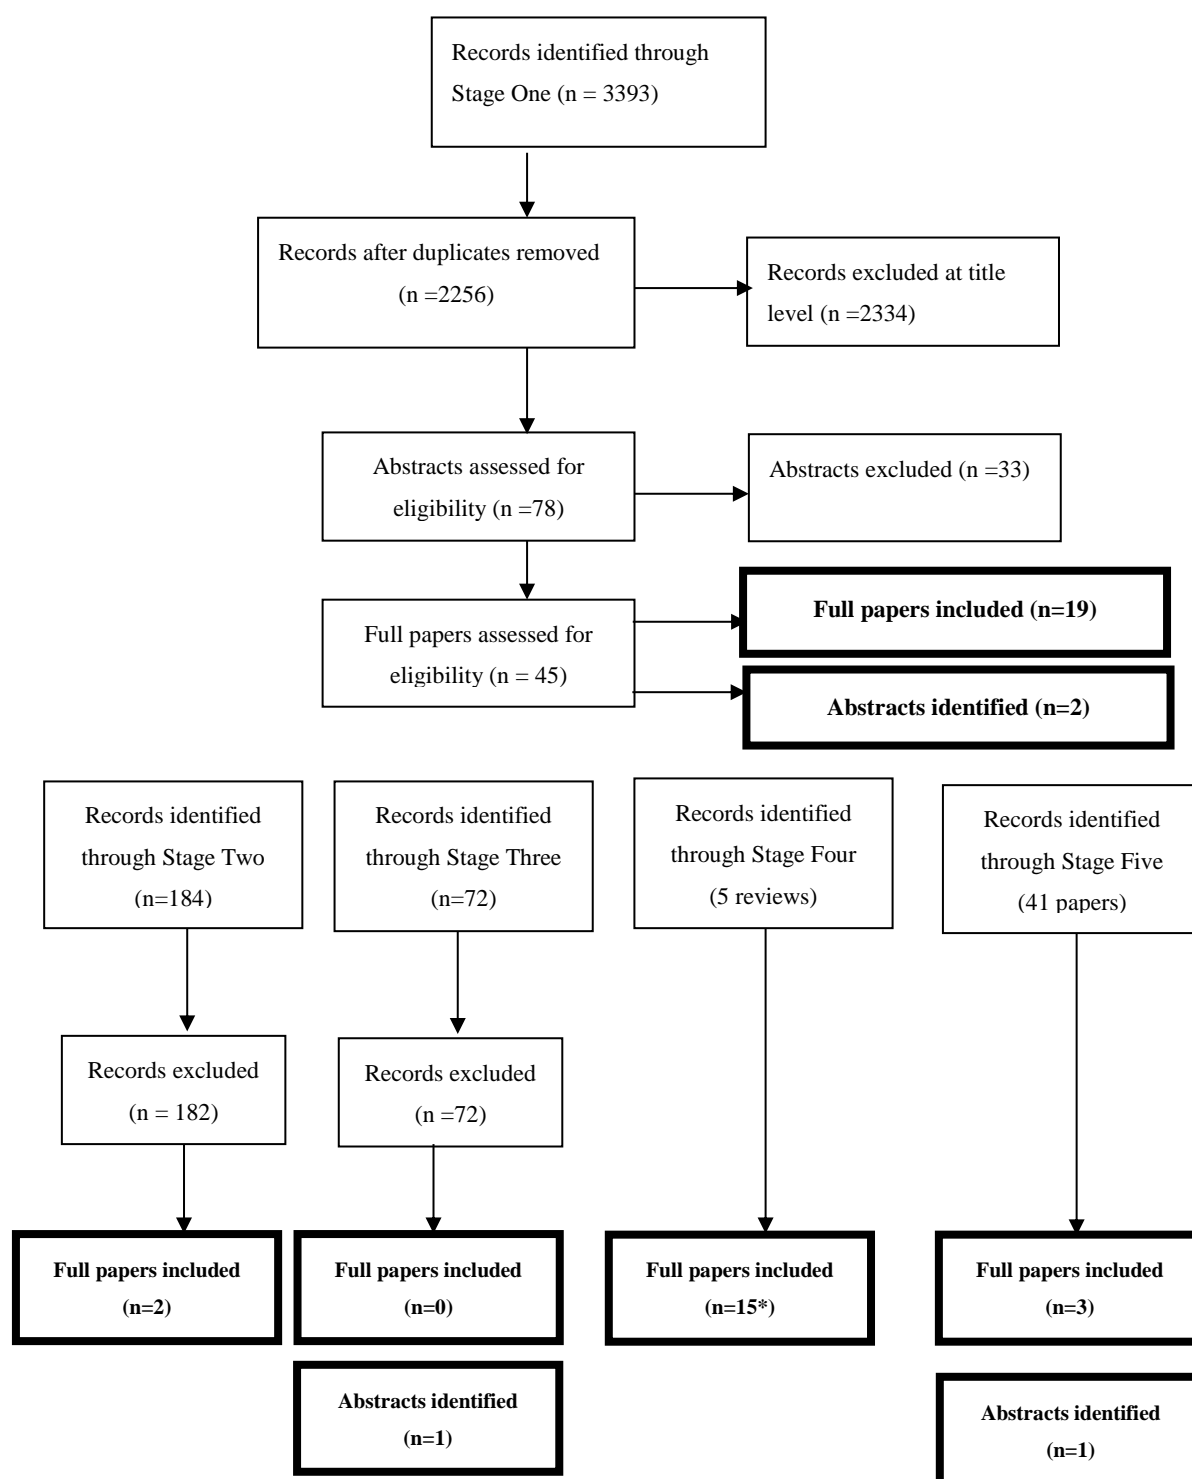 Records identified through
Stage One (n = 3393)
Records after duplicates removed
(n =2256)
Records excluded at title
level (n =2334)
Abstracts assessed for
eligibility (n =78)
Abstracts excluded (n =33)
Full papers assessed for
eligibility (n = 45)
Full papers included (n=19)
Abstracts identified (n=2)
Records identified
through Stage Two
(n=184)
Records identified
through Stage Three
(n=72)
Records identified
through Stage Four
(5 reviews)
Records identified
through Stage Five
(41 papers)
Records excluded
(n = 182)
Records excluded
(n =72)
Full papers included
(n=2)
Full papers included
(n=0)
Full papers included
(n=15*)
Full papers included
(n=3)
Abstracts identified
(n=1)
Abstracts identified
(n=1)